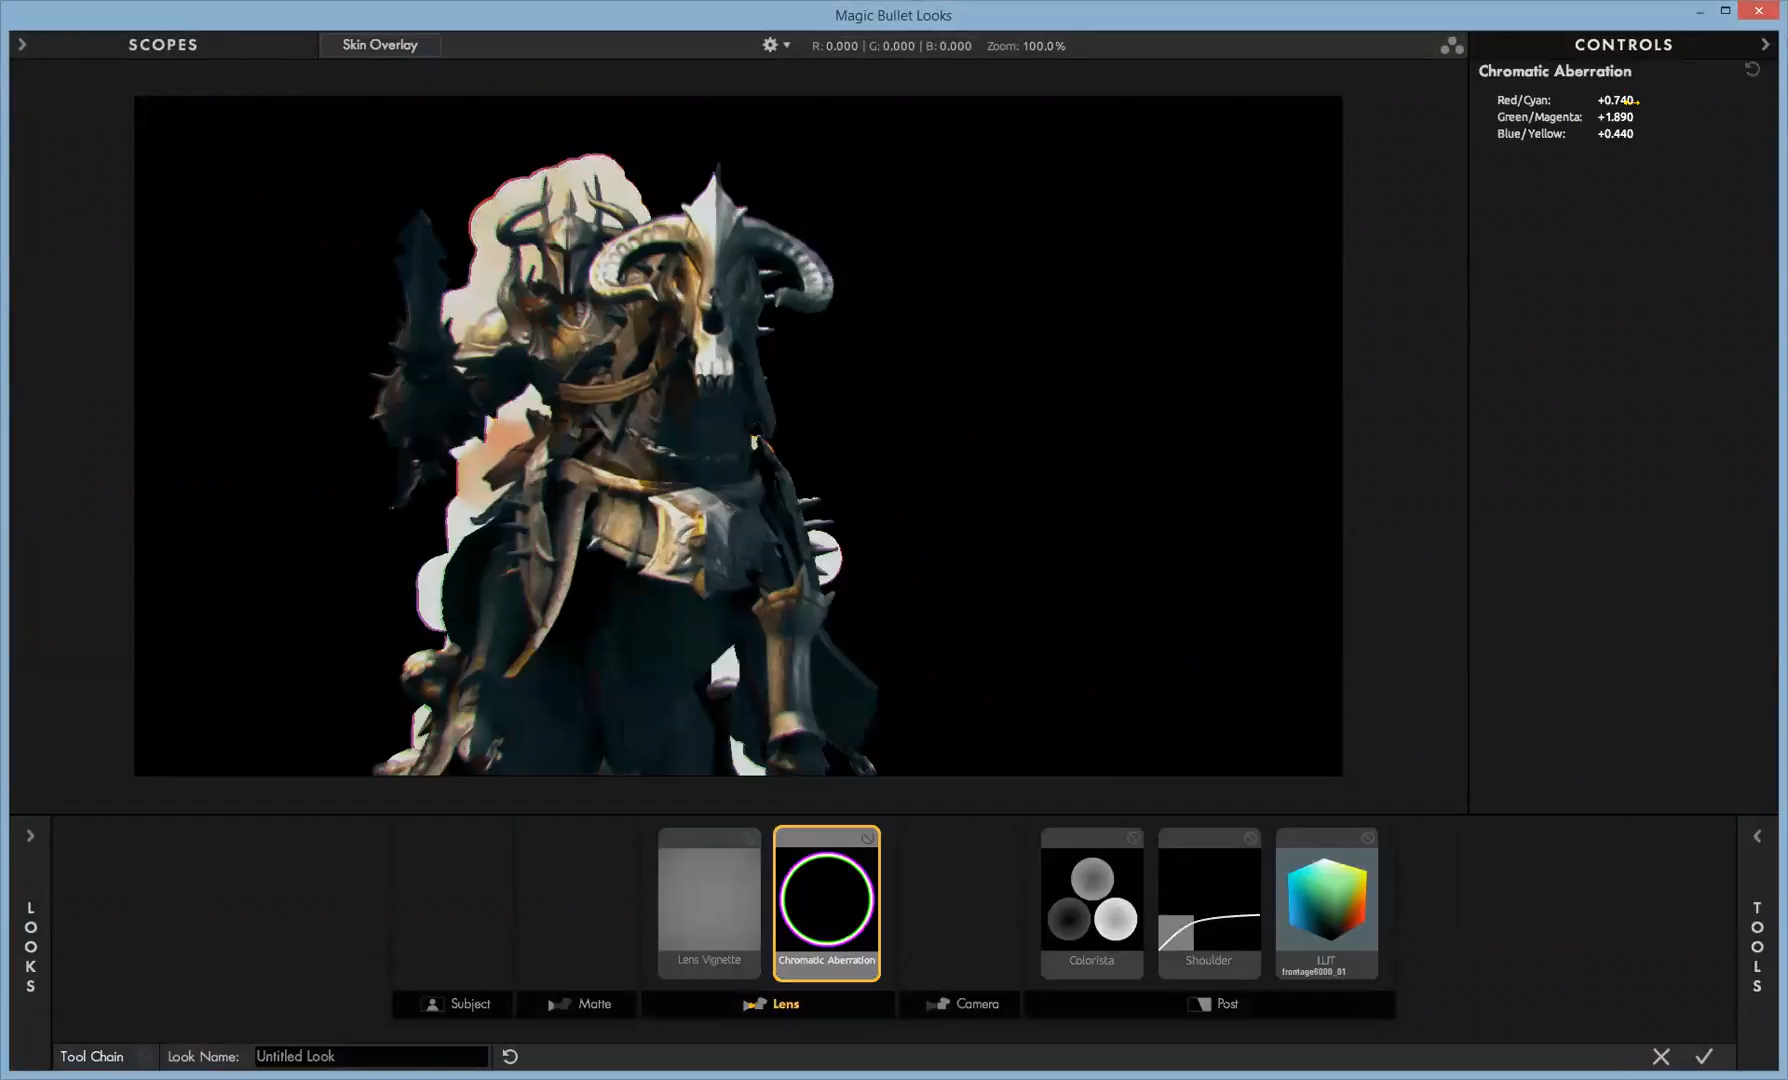 Magic Bullet Looks
SCOPES
Skin Overlay
R: 0.000 | G: 0.000 | B: 0.000 Zoom: 100.0%
CONTROLS
Chromatic Aberration
Red/Cyan: +0.740
Green/Magenta: +1.890
Blue/Yellow: +0.440
LOOKS
Lens Vignette
Chromatic Aberration
Colorista
Shoulder
LUT
frontage6000_01
TOOLS
Subject
Matte
Lens
Camera
Post
Tool Chain
Look Name: Untitled Look